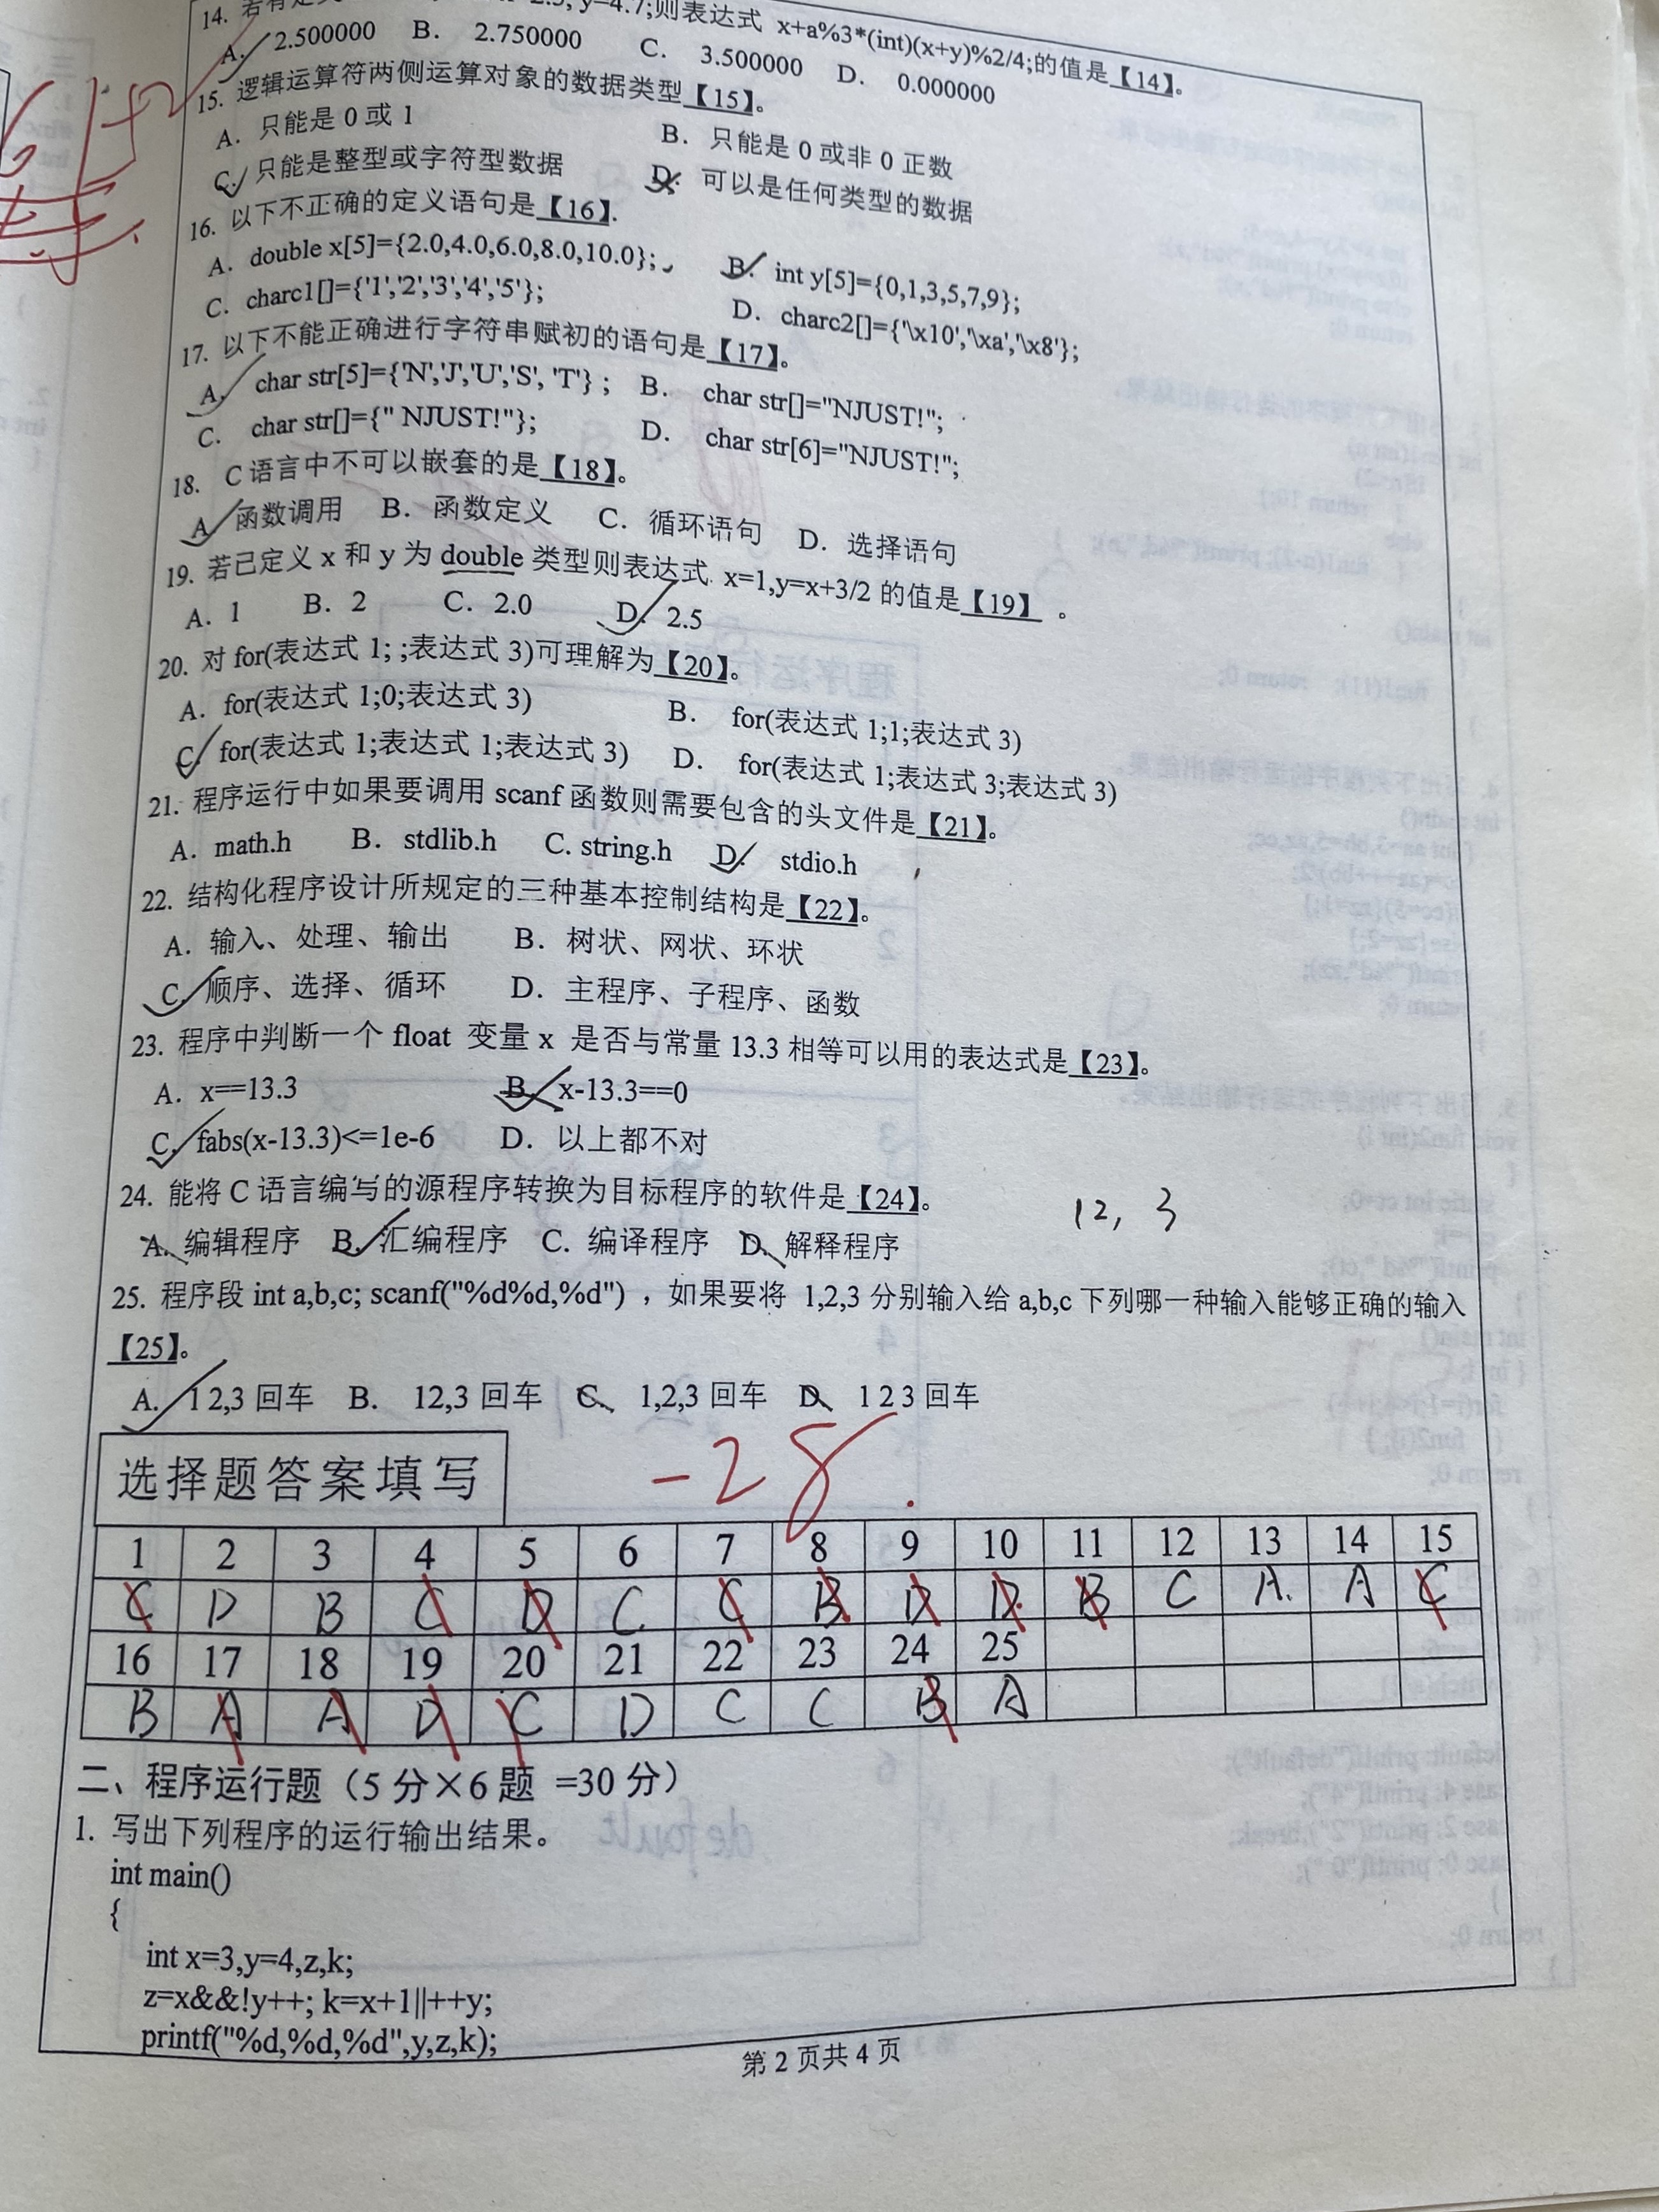 y=4.7;则表达式 x+a%3*(int)(x+y)%2/4;的值是【14】。
A. 2.500000 B. 2.750000 C. 3.500000 D. 0.000000
15. 逻辑运算符两侧运算对象的数据类型【15】。
A. 只能是 0 或 1 B. 只能是 0 或非 0 正数
C. 只能是整型或字符型数据 D. 可以是任何类型的数据
16. 以下不正确的定义语句是【16】.
A. double x[5]={2.0,4.0,6.0,8.0,10.0}; B. int y[5]={0,1,3,5,7,9};
C. charc1[]={'1','2','3','4','5'}; D. charc2[]={'\x10','\xa','\x8'};
17. 以下不能正确进行字符串赋初的语句是【17】。
A. char str[5]={'N','J','U','S', 'T'} ; B. char str[]="NJUST!";
C. char str[]={" NJUST!"}; D. char str[6]="NJUST!";
18. C 语言中不可以嵌套的是【18】。
A 函数调用 B. 函数定义 C. 循环语句 D. 选择语句
19. 若已定义 x 和 y 为 double 类型则表达式 x=1,y=x+3/2 的值是【19】 。
A. 1 B. 2 C. 2.0 D. 2.5
20. 对 for(表达式 1; ;表达式 3)可理解为【20】。
A. for(表达式 1;0;表达式 3) B. for(表达式 1;1;表达式 3)
C. for(表达式 1;表达式 1;表达式 3) D. for(表达式 1;表达式 3;表达式 3)
21. 程序运行中如果要调用 scanf 函数则需要包含的头文件是【21】。
A. math.h B. stdlib.h C. string.h D. stdio.h
22. 结构化程序设计所规定的三种基本控制结构是【22】。
A. 输入、处理、输出 B. 树状、网状、环状
C. 顺序、选择、循环 D. 主程序、子程序、函数
23. 程序中判断一个 float 变量 x 是否与常量 13.3 相等可以用的表达式是【23】。
A. x==13.3 B. x-13.3==0
C. fabs(x-13.3)<=1e-6 D. 以上都不对
24. 能将 C 语言编写的源程序转换为目标程序的软件是【24】。
12, 3
A. 编辑程序 B. 汇编程序 C. 编译程序 D. 解释程序
25. 程序段 int a,b,c; scanf("%d%d,%d") ，如果要将 1,2,3 分别输入给 a,b,c 下列哪一种输入能够正确的输入
【25】。
A. 1 2,3 回车 B. 12,3 回车 C. 1,2,3 回车 D. 1 2 3 回车
-28.
选择题答案填写
1 2 3 4 5 6 7 8 9 10 11 12 13 14 15
C D B C D C C B D D B C A. A C
16 17 18 19 20 21 22 23 24 25
B A A D C D C C B A
二、程序运行题（5 分×6 题 =30 分）
1. 写出下列程序的运行输出结果。
int main()
{
int x=3,y=4,z,k;
z=x&&!y++; k=x+1||++y;
printf("%d,%d,%d",y,z,k);
第 2 页共 4 页